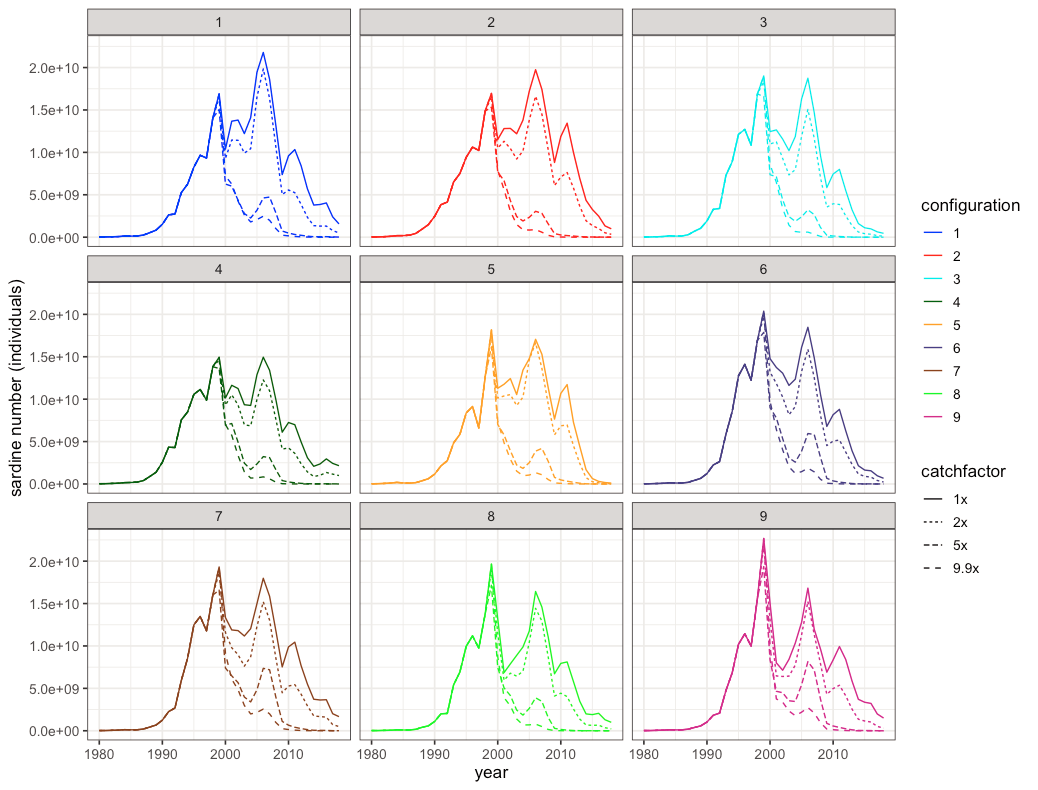 1 2 3
2.0e+10
1.5e+10
1.0e+10
5.0e+09
0.0e+00
4 5 6
2.0e+10
1.5e+10
1.0e+10
5.0e+09
0.0e+00
7 8 9
2.0e+10
1.5e+10
1.0e+10
5.0e+09
0.0e+00
1980 1990 2000 2010 1980 1990 2000 2010 1980 1990 2000 2010
year
sardine number (individuals)
configuration
1
2
3
4
5
6
7
8
9
catchfactor
1x
2x
5x
9.9x